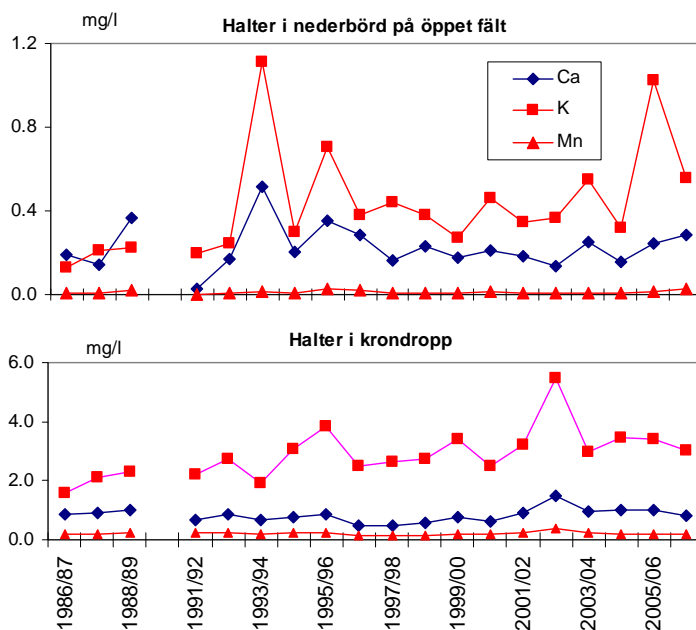 mg/l
Halter i nederbörd på öppet fält
1.2
0.8
0.4
0.0
Ca
K
Mn
mg/l
Halter i krondropp
6.0
4.0
2.0
0.0
1986/87
1988/89
1991/92
1993/94
1995/96
1997/98
1999/00
2001/02
2003/04
2005/06